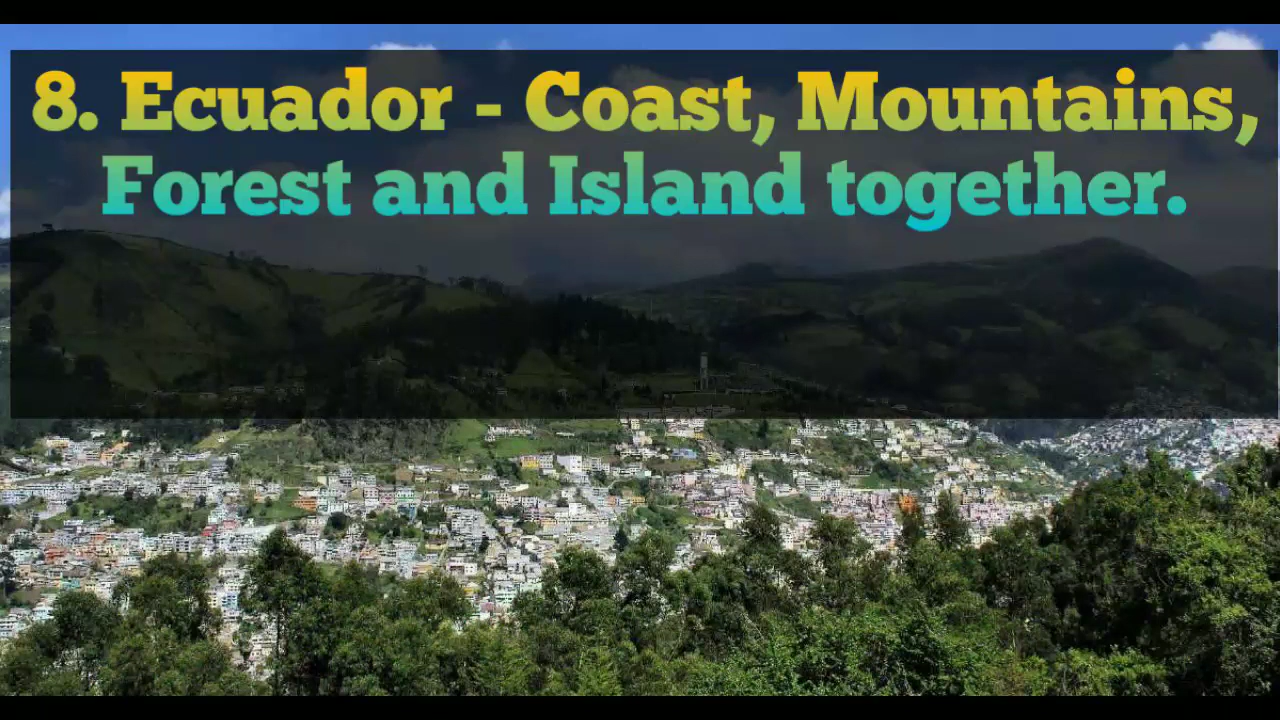 8. Ecuador - Coast, Mountains,
Forest and Island together.